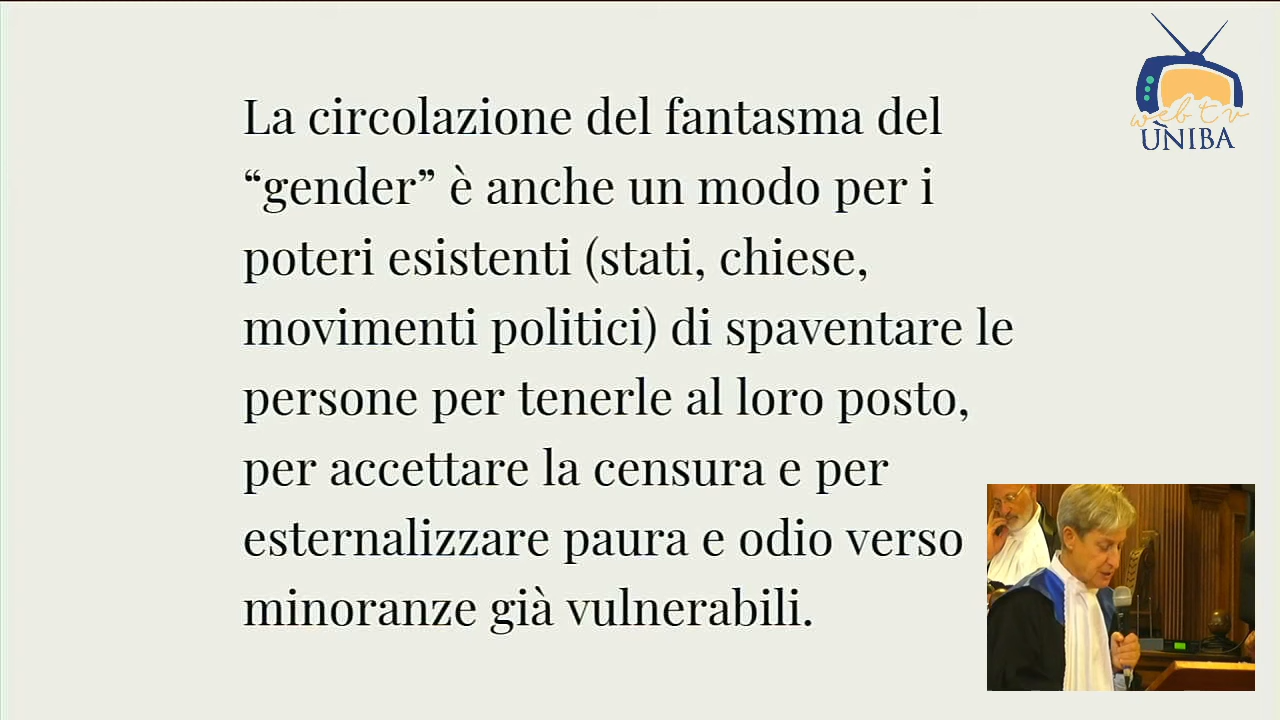 La circolazione del fantasma del
“gender” è anche un modo per i
poteri esistenti (stati, chiese,
movimenti politici) di spaventare le
persone per tenerle al loro posto,
per accettare la censura e per
esternalizzare paura e odio verso
minoranze già vulnerabili.
web tv
UNIBA